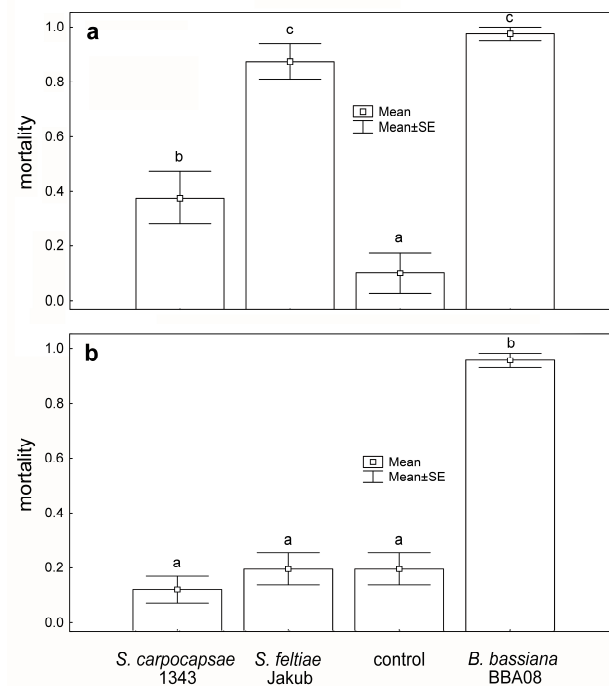 a
c
c
1.0
0.8
Mean
Mean±SE
0.6
mortality
b
0.4
a
0.2
0.0
b
b
1.0
0.8
0.6
Mean
Mean±SE
mortality
0.4
a
a
a
0.2
0.0
S. carpocapsae
1343
S. feltiae
Jakub
control
B. bassiana
BBA08